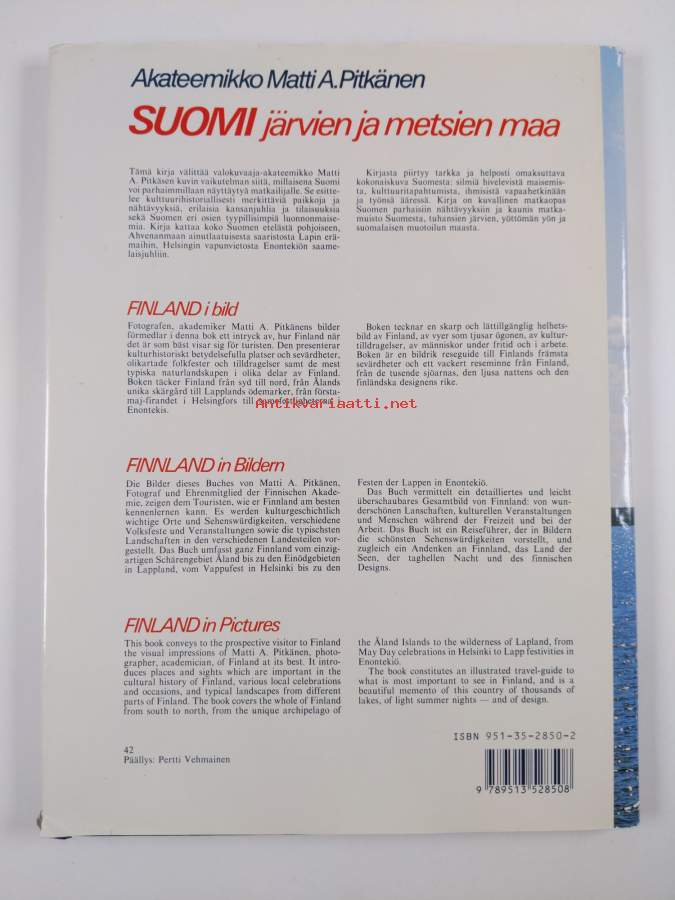 Akateemikko Matti A.Pitkänen
SUOMI järvien ja metsien maa
Tämä kirja välittää valokuvaaja-akateemikko Matti
A. Pitkäsen kuvin vaikutelman siitä, millaisena Suomi
voi parhaimmillaan näyttäytyä matkailijalle. Se esitte-
lee kulttuurihistoriallisesti merkittäviä paikkoja ja
nähtävyyksiä, erilaisia kansanjuhlia ja tilaisuuksia
sekä Suomen eri osien tyypillisimpiä luonnonmaise-
mia. Kirja kattaa koko Suomen etelästä pohjoiseen,
Ahvenanmaan ainutlaatuisesta saaristosta Lapin erä-
maihin, Helsingin vapunvietosta Enontekiön saame-
laisjuhliin.
Kirjasta piirtyy tarkka ja helposti omaksuttava
kokonaiskuva Suomesta: silmiä hivelevistä maisemis-
ta, kulttuuritapahtumista, ihmisistä vapaahetkinään
ja työnsä ääressä. Kirja on kuvallinen matkaopas
Suomen parhaisiin nähtävyyksiin ja kaunis matka-
muisto Suomesta, tuhansien järvien, yöttömän yön ja
suomalaisen muotoilun maasta.
FINLAND i bild
Fotografen, akademiker Matti A. Pitkänens bilder
förmedlar i denna bok ett intryck av, hur Finland när
det är som bäst visar sig för turisten. Den presenterar
kulturhistoriskt betydelsefulla platser och sevärdheter,
olikartade folkfester och tilldragelser samt de mest
typiska naturlandskapen i olika delar av Finland.
Boken täcker Finland från syd till nord, från Ålands
unika skärgård till Lapplands ödemarker, från första-
maj-firandet i Helsingfors till samefestligheterna i
Enontekis.
Boken tecknar en skarp och lättillgänglig helhets-
bild av Finland, av vyer som tjusar ögonen, av kultur-
tilldragelser, av människor under fritid och i arbete.
Boken är en bildrik reseguide till Finlands främsta
sevärdheter och ett vackert reseminne från Finland,
från de tusende sjöarnas, den ljusa nattens och den
finländska designens rike.
Antikvariaatti.net
FINNLAND in Bildern
Die Bilder dieses Buches von Matti A. Pitkänen,
Fotograf und Ehrenmitglied der Finnischen Akade-
mie, zeigen dem Touristen, wie er Finnland am besten
kennenlernen kann. Es werden kulturgeschichtlich
wichtige Orte und Sehenswürdigkeiten, verschiedene
Volksfeste und Veranstaltungen sowie die typischsten
Landschaften in den verschiedenen Landesteilen vor-
gestellt. Das Buch umfasst ganz Finnland vom einzig-
artigen Schärengebiet Åland bis zu den Einödgebieten
in Lappland, vom Vappufest in Helsinki bis zu den
Festen der Lappen in Enontekiö.
Das Buch vermittelt ein detailliertes und leicht
überschaubares Gesamtbild von Finnland: von wun-
derschönen Lanschaften, kulturellen Veranstaltungen
und Menschen während der Freizeit und bei der
Arbeit. Das Buch ist ein Reiseführer, der in Bildern
die schönsten Sehenswürdigkeiten vorstellt, und
zugleich ein Andenken an Finnland, das Land der
Seen, der taghellen Nacht und des finnischen
Designs.
FINLAND in Pictures
This book conveys to the prospective visitor to Finland
the visual impressions of Matti A. Pitkänen, photo-
grapher, academician, of Finland at its best. It intro-
duces places and sights which are important in the
cultural history of Finland, various local celebrations
and occasions, and typical landscapes from different
parts of Finland. The book covers the whole of Finland
from south to north, from the unique archipelago of
the Åland Islands to the wilderness of Lapland, from
May Day celebrations in Helsinki to Lapp festivities in
Enontekiö.
The book constitutes an illustrated travel-guide to
what is most important to see in Finland, and is a
beautiful memento of this country of thousands of
lakes, of light summer nights — and of design.
42
Päällys: Pertti Vehmainen
ISBN 951-35-2850-2
9 789513 528508